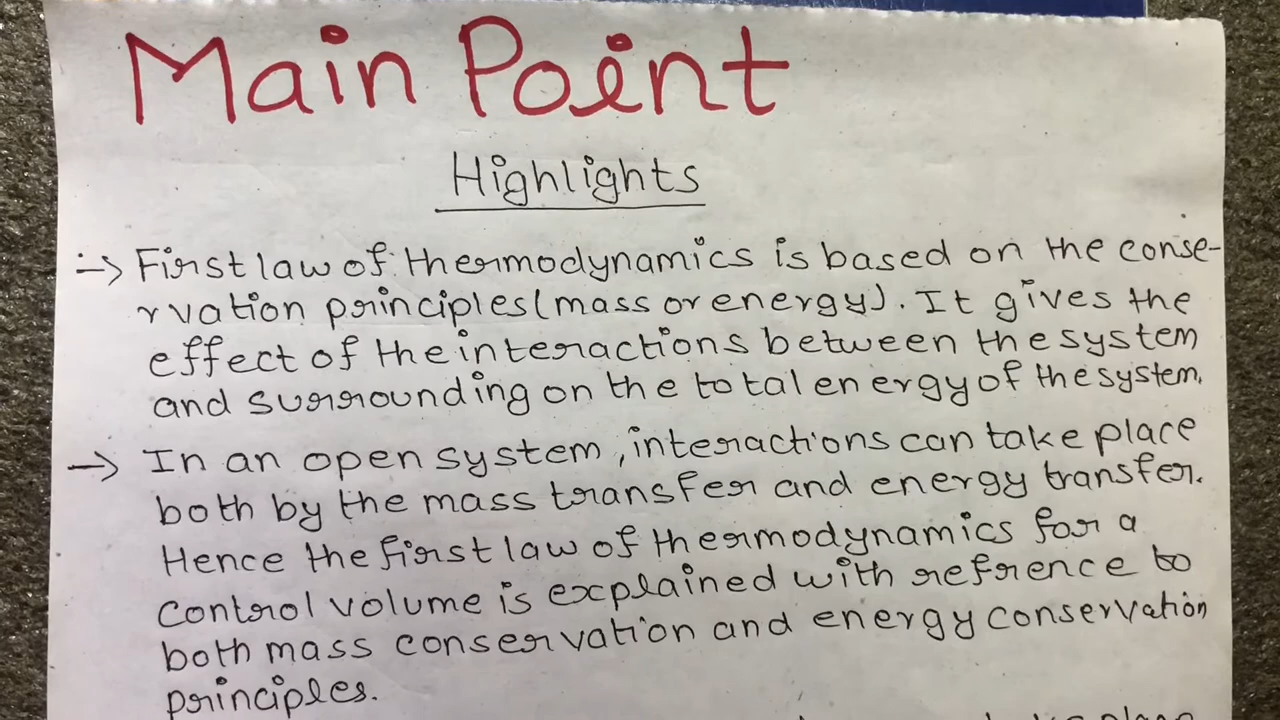 Main Point
Highlights
-> First law of thermodynamics is based on the conse-
rvation principles (mass or energy). It gives the
effect of the interactions between the system
and surrounding on the total energy of the system.
-> In an open system, interactions can take place
both by the mass transfer and energy transfer.
Hence the first law of thermodynamics for a
control volume is explained with refrence to
both mass conservation and energy conservation
principles.